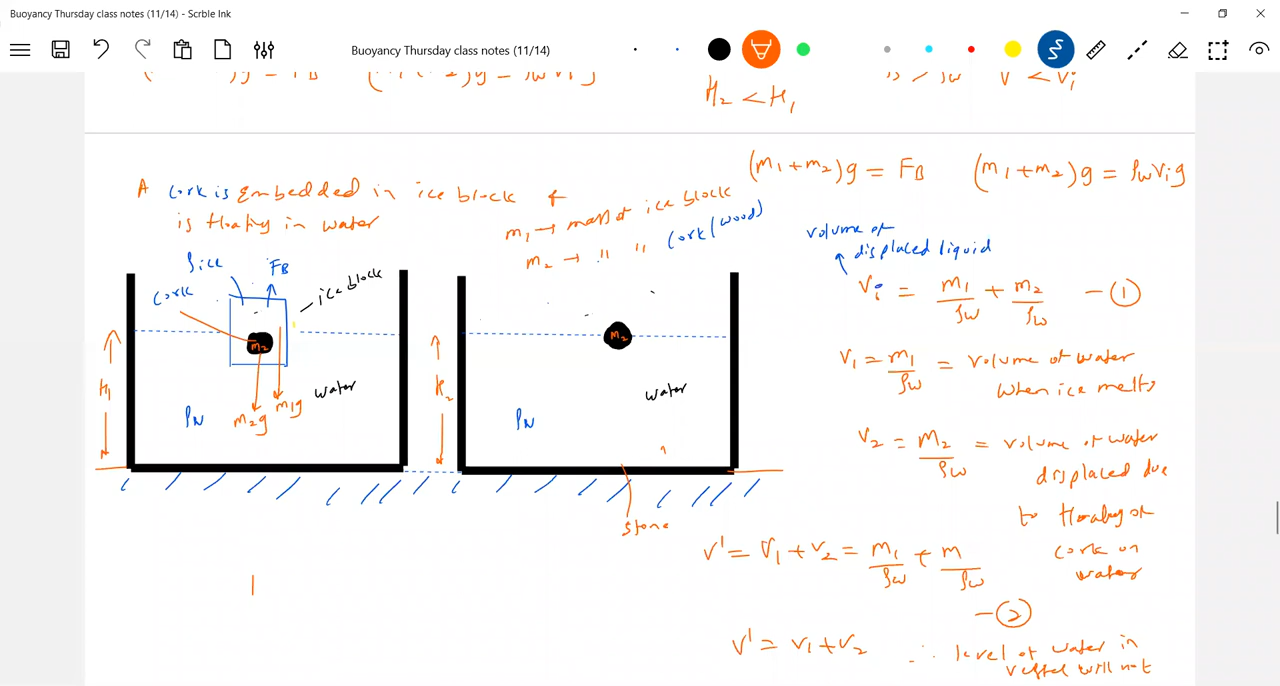 Buoyancy Thursday class notes (11/14) - Scrble Ink
Buoyancy Thursday class notes (11/14)
H₂ < H₁
V < Vᵢ
(m₁+m₂)g = FB
(m₁+m₂)g = ρw Vᵢ g
A cork is Embedded in ice block &
is floating in water
m₁ → mass of ice block
m₂ → " " cork (wood)
volume of
displaced liquid
Vᵢ = m₁/ρw + m₂/ρw — ①
ρice
FB
cork
ice block
m₂
H₁
water
ρw
m₂g
m₁g
m₂
water
ρw
stone
V₁ = m₁/ρw = volume of water
when ice melts
V₂ = m₂/ρw = volume of water
displaced due
to floating of
cork on
water
V' = V₁ + V₂ = m₁/ρw + m/ρw
— ②
V' = V₁ + V₂
∴ level of water in
vessel will not